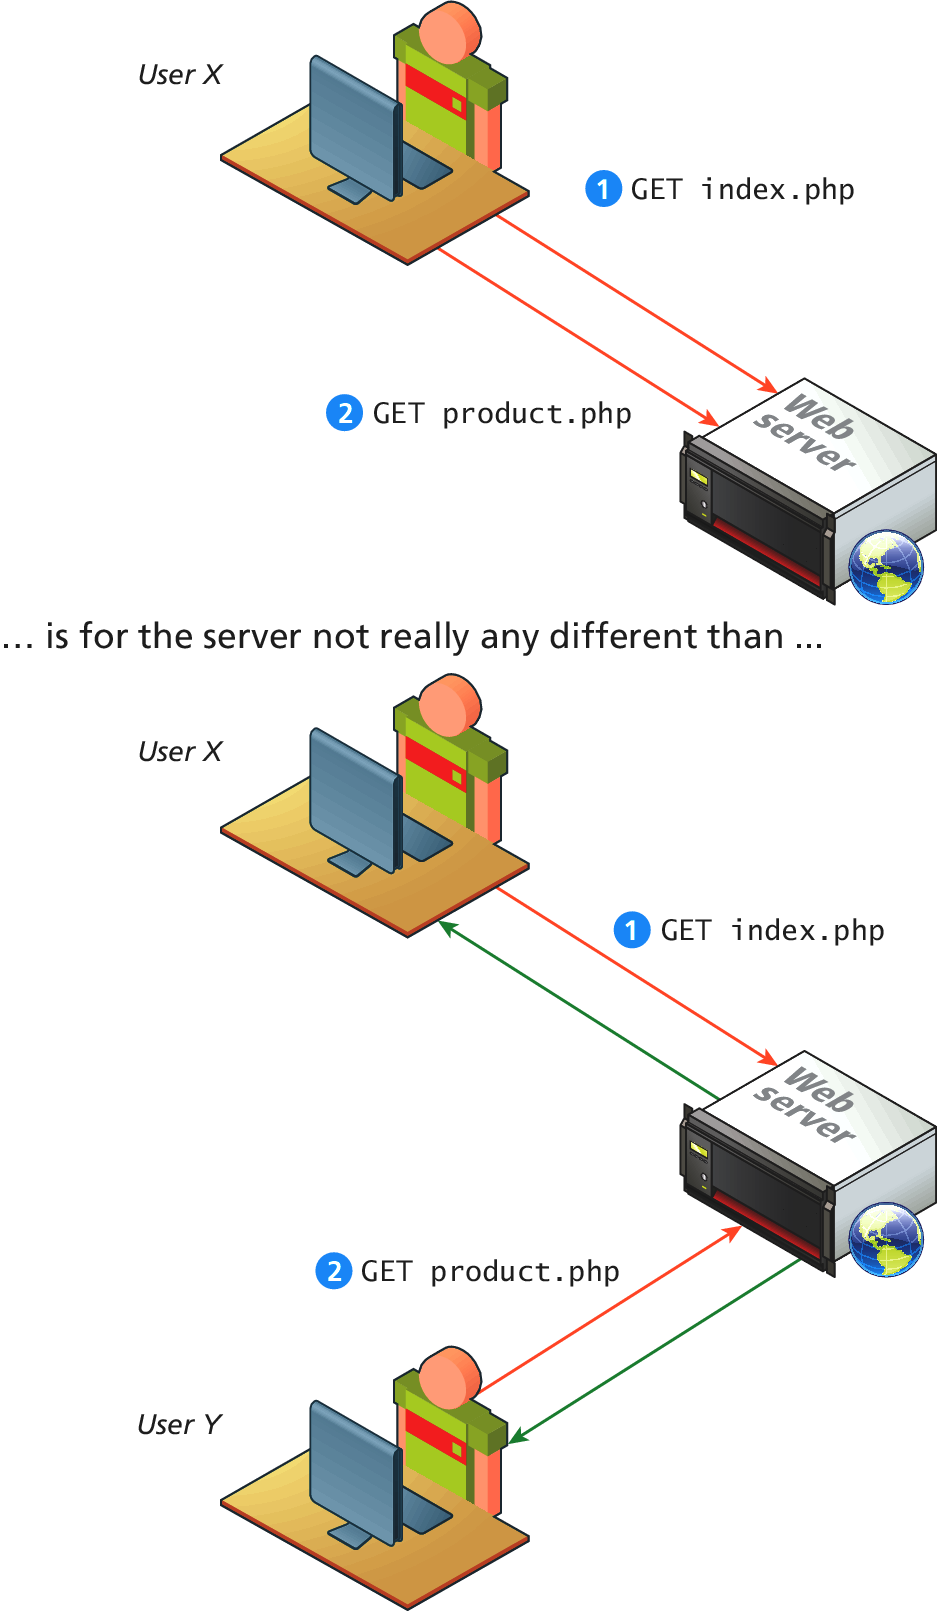 User X
1 GET index.php
2 GET product.php
Web
server
... is for the server not really any different than ...
User X
1 GET index.php
Web
server
2 GET product.php
User Y